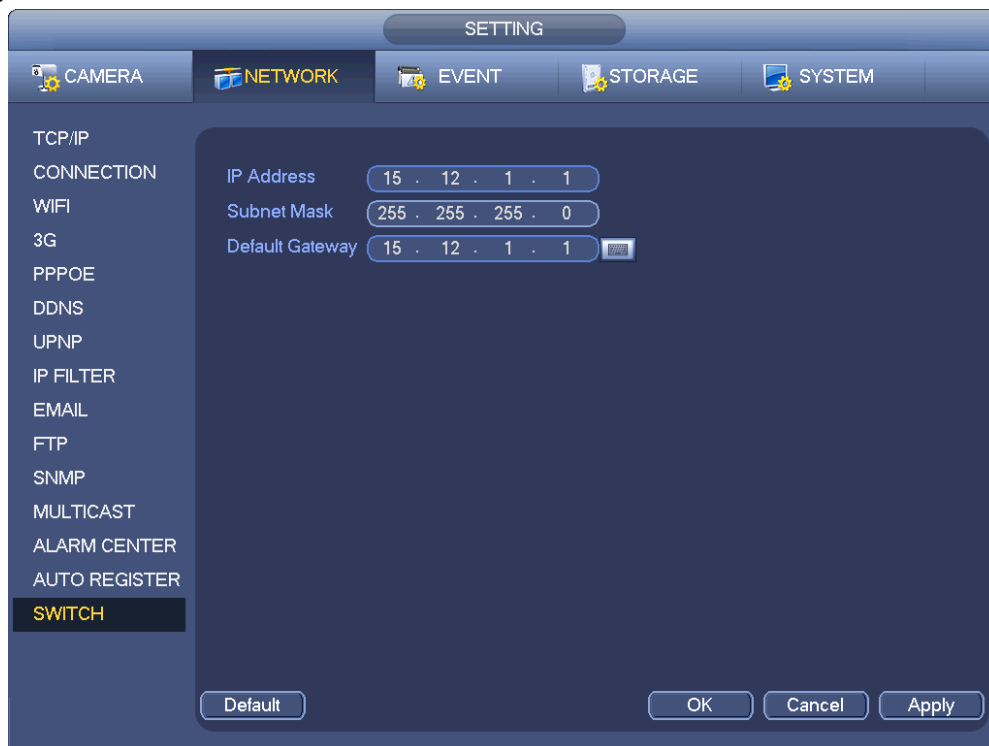 SETTING
CAMERA NETWORK EVENT STORAGE SYSTEM
TCP/IP
CONNECTION
WIFI
3G
PPPOE
DDNS
UPNP
IP FILTER
EMAIL
FTP
SNMP
MULTICAST
ALARM CENTER
AUTO REGISTER
SWITCH
IP Address 15 . 12 . 1 . 1
Subnet Mask 255 . 255 . 255 . 0
Default Gateway 15 . 12 . 1 . 1
Default OK Cancel Apply